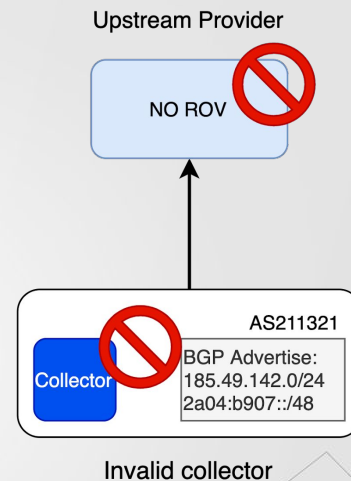 Upstream Provider
NO ROV
AS211321
Collector
BGP Advertise:
185.49.142.0/24
2a04:b907::/48
Invalid collector